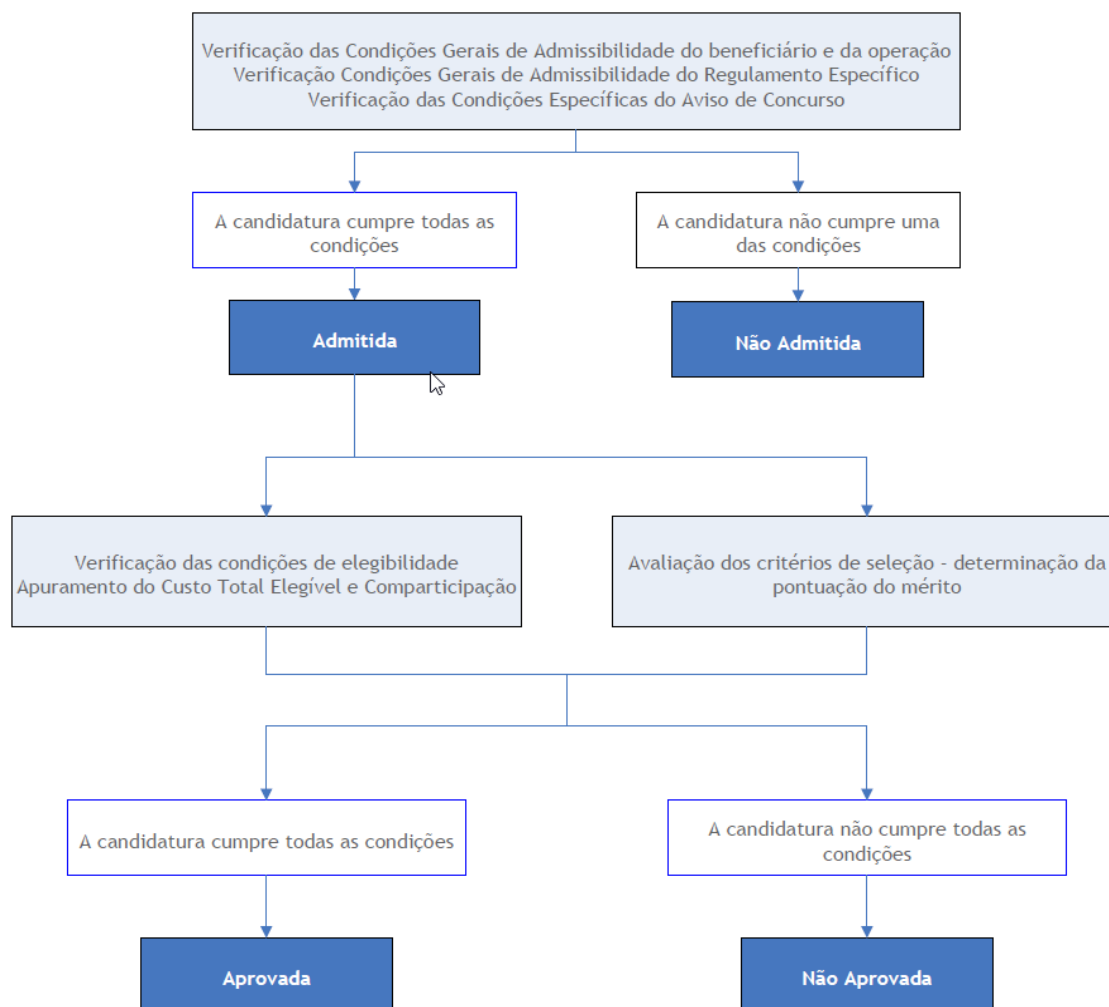 Verificação das Condições Gerais de Admissibilidade do beneficiário e da operação
Verificação Condições Gerais de Admissibilidade do Regulamento Específico
Verificação das Condições Específicas do Aviso de Concurso
A candidatura cumpre todas as
condições
A candidatura não cumpre uma
das condições
Admitida
Não Admitida
Verificação das condições de elegibilidade
Apuramento do Custo Total Elegível e Comparticipação
Avaliação dos critérios de seleção - determinação da
pontuação do mérito
A candidatura cumpre todas as condições
A candidatura não cumpre todas as
condições
Aprovada
Não Aprovada